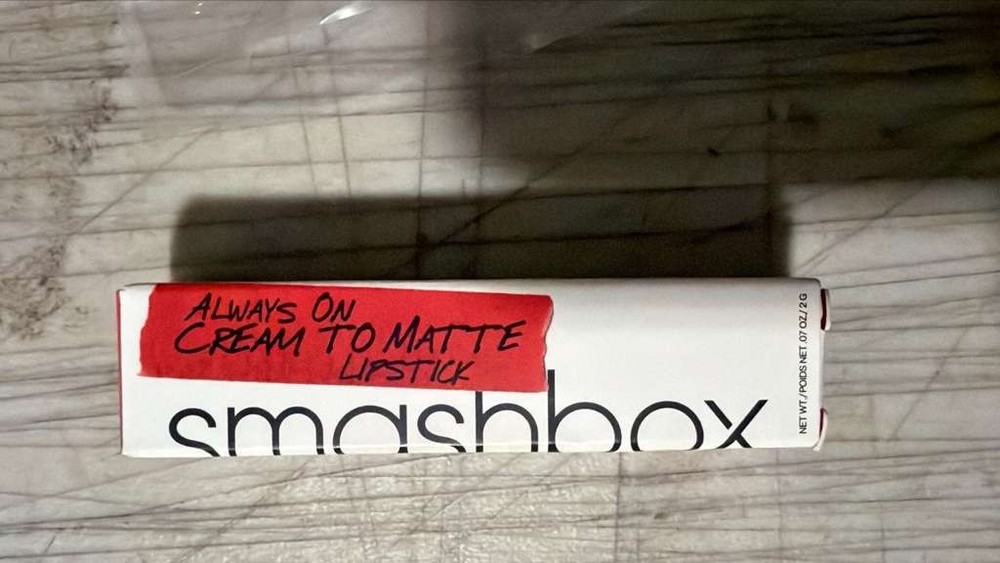 ALWAYS ON
CREAM TO MATTE
LIPSTICK
smashbox
NET WT./POIDS NET .07 OZ/ 2 G